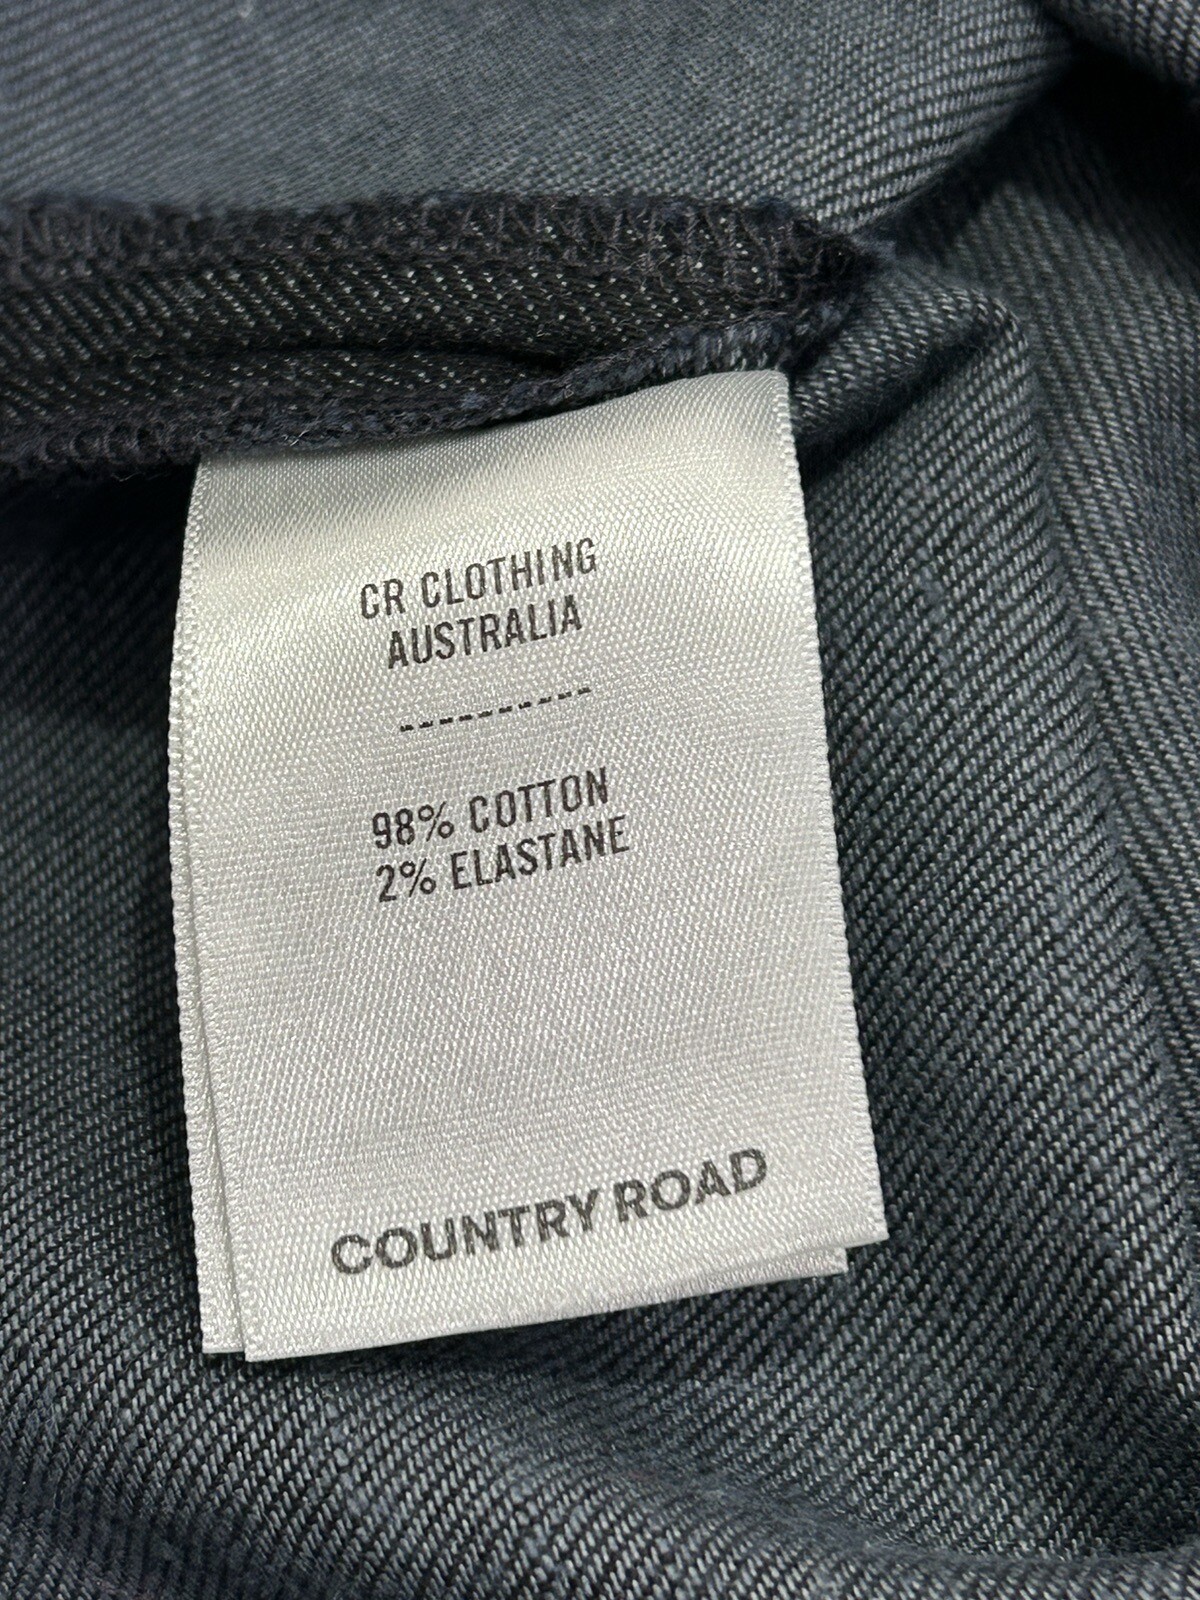 CR CLOTHING
AUSTRALIA
----------
98% COTTON
2% ELASTANE
COUNTRY ROAD